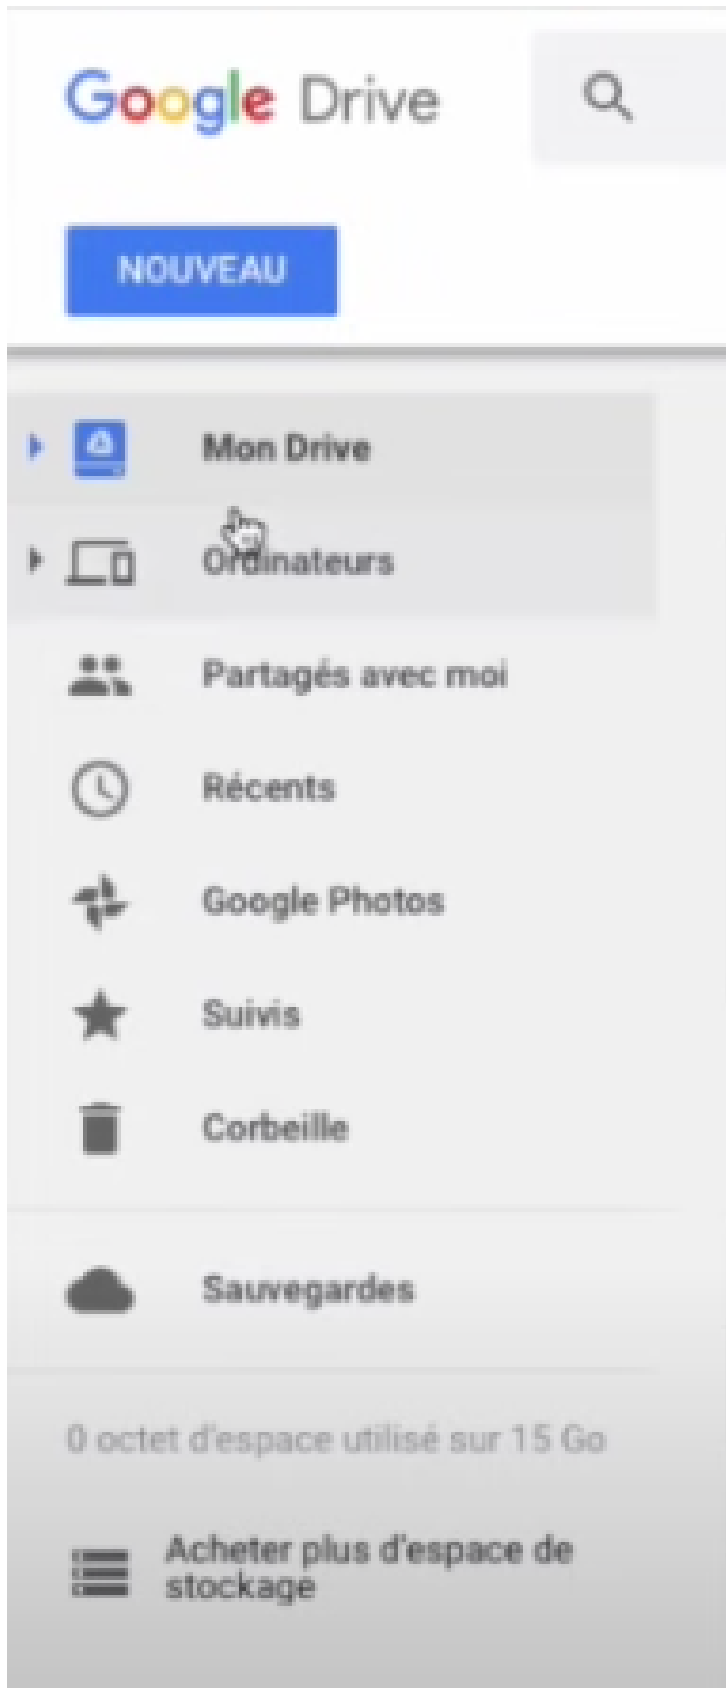 Google Drive
NOUVEAU
Mon Drive
Ordinateurs
Partagés avec moi
Récents
Google Photos
Suivis
Corbeille
Sauvegardes
0 octet d'espace utilisé sur 15 Go
Acheter plus d'espace de
stockage